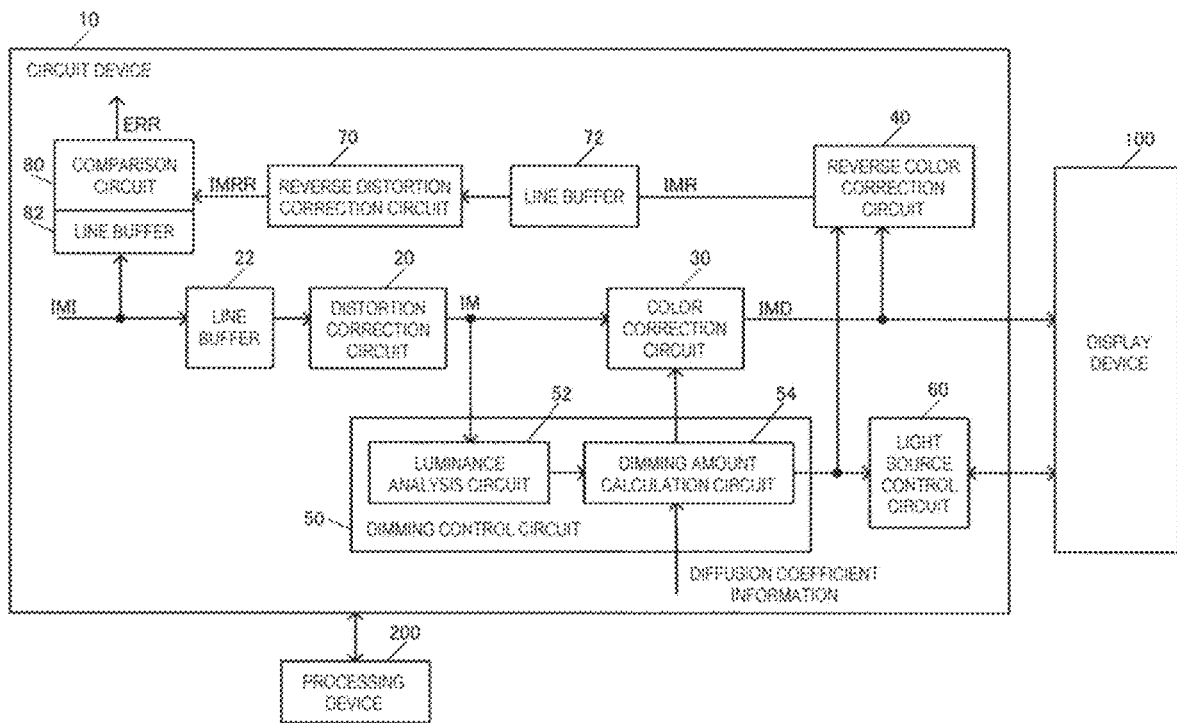 10
CIRCUIT DEVICE
ERR
80
COMPARISON
CIRCUIT
82
LINE BUFFER
IMRR
70
REVERSE DISTORTION
CORRECTION CIRCUIT
72
LINE BUFFER
IMR
40
REVERSE COLOR
CORRECTION
CIRCUIT
100
DISPLAY
DEVICE
IMI
22
LINE
BUFFER
20
DISTORTION
CORRECTION
CIRCUIT
IM
30
COLOR
CORRECTION
CIRCUIT
IMD
52
LUMINANCE
ANALYSIS CIRCUIT
54
DIMMING AMOUNT
CALCULATION CIRCUIT
60
LIGHT
SOURCE
CONTROL
CIRCUIT
50
DIMMING CONTROL CIRCUIT
DIFFUSION COEFFICIENT
INFORMATION
200
PROCESSING
DEVICE